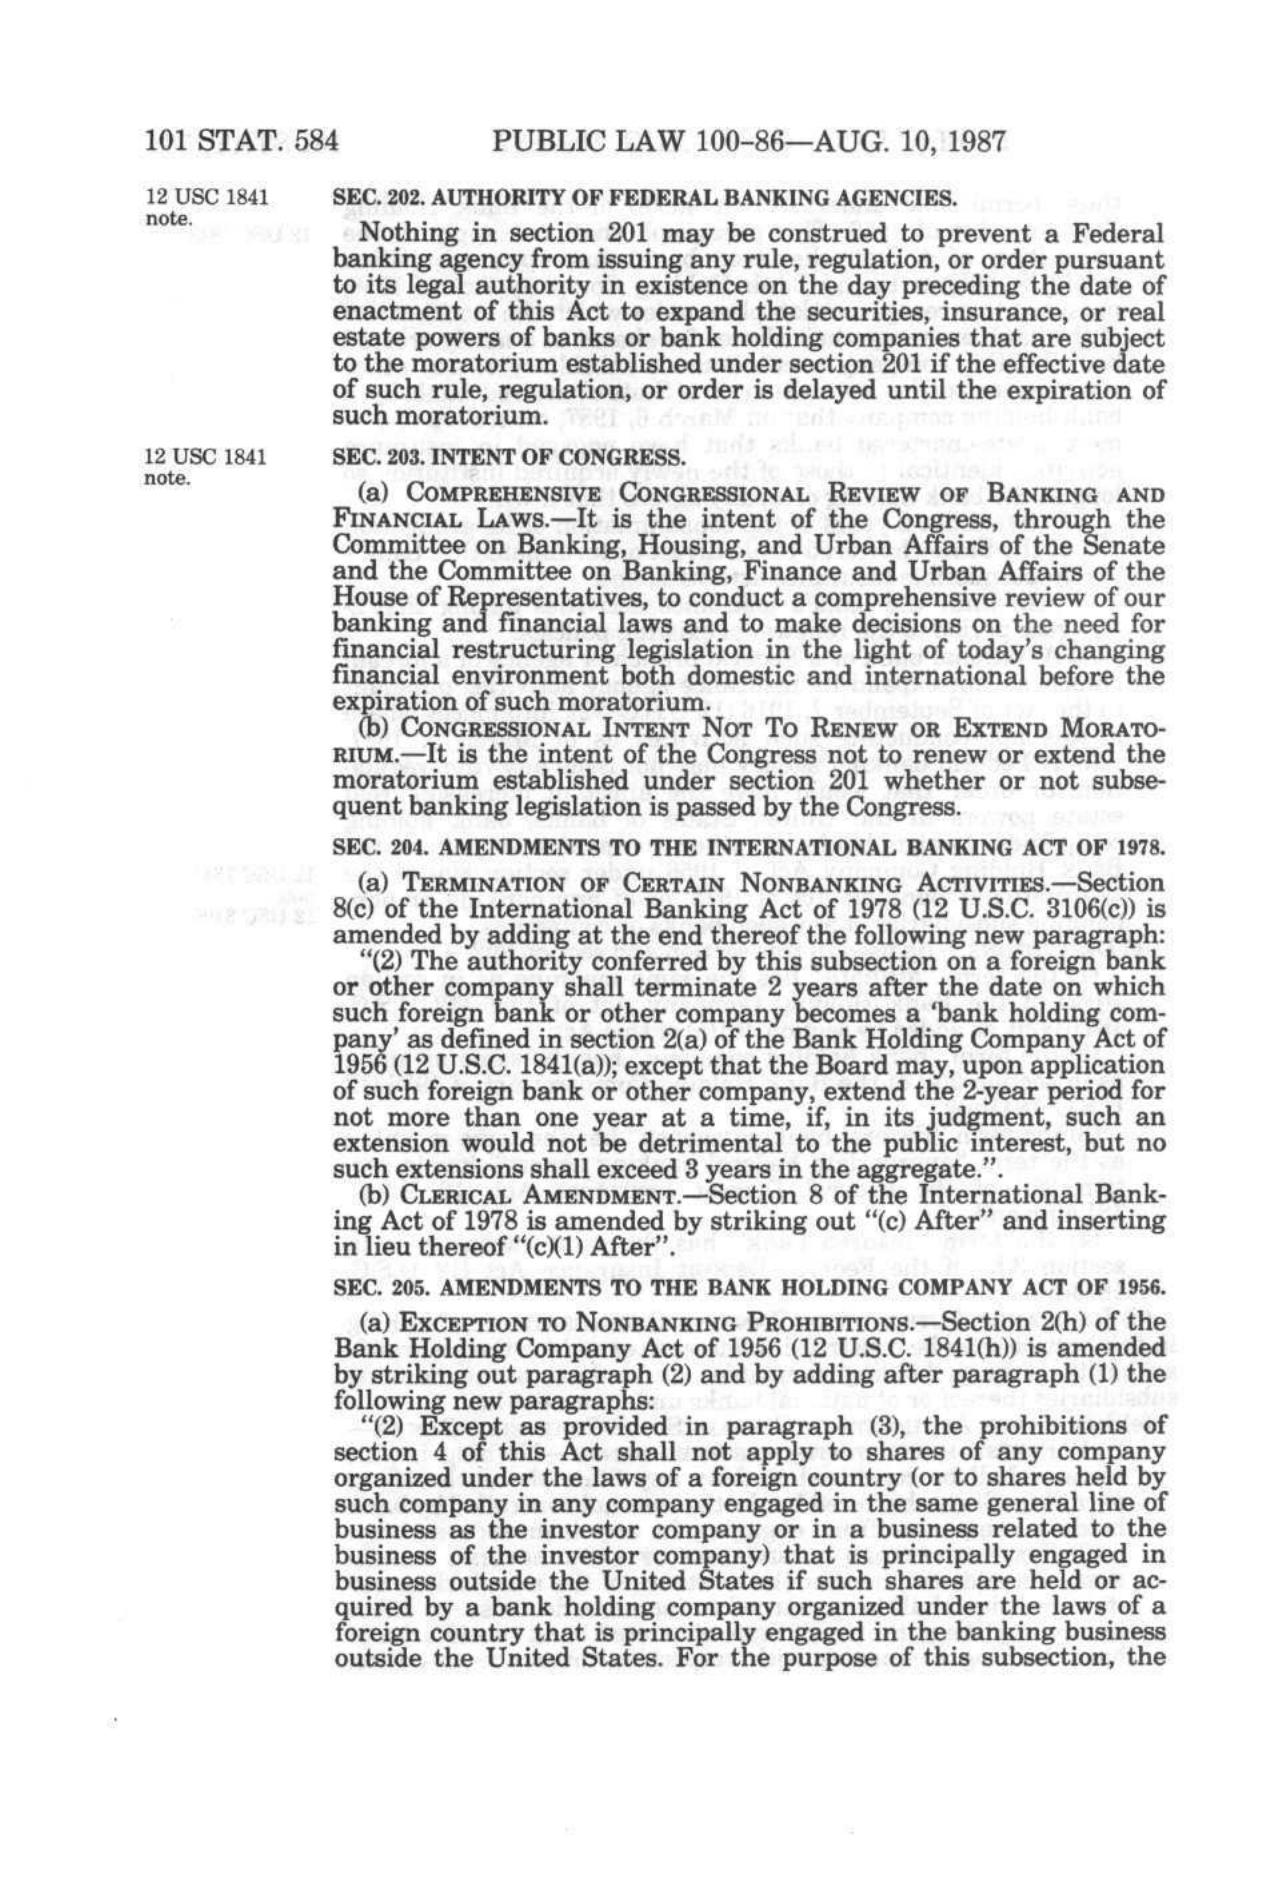 101 STAT. 584
PUBLIC LAW 100–86—AUG. 10, 1987
12 USC 1841
note.
SEC. 202. AUTHORITY OF FEDERAL BANKING AGENCIES.
Nothing in section 201 may be construed to prevent a Federal
banking agency from issuing any rule, regulation, or order pursuant
to its legal authority in existence on the day preceding the date of
enactment of this Act to expand the securities, insurance, or real
estate powers of banks or bank holding companies that are subject
to the moratorium established under section 201 if the effective date
of such rule, regulation, or order is delayed until the expiration of
such moratorium.
12 USC 1841
note.
SEC. 203. INTENT OF CONGRESS.
(a) COMPREHENSIVE CONGRESSIONAL REVIEW OF BANKING AND
FINANCIAL LAWS.—It is the intent of the Congress, through the
Committee on Banking, Housing, and Urban Affairs of the Senate
and the Committee on Banking, Finance and Urban Affairs of the
House of Representatives, to conduct a comprehensive review of our
banking and financial laws and to make decisions on the need for
financial restructuring legislation in the light of today's changing
financial environment both domestic and international before the
expiration of such moratorium.
(b) CONGRESSIONAL INTENT NOT TO RENEW OR EXTEND MORATO-
RIUM.—It is the intent of the Congress not to renew or extend the
moratorium established under section 201 whether or not subse-
quent banking legislation is passed by the Congress.
SEC. 204. AMENDMENTS TO THE INTERNATIONAL BANKING ACT OF 1978.
(a) TERMINATION OF CERTAIN NONBANKING ACTIVITIES.—Section
8(c) of the International Banking Act of 1978 (12 U.S.C. 3106(c)) is
amended by adding at the end thereof the following new paragraph:
“(2) The authority conferred by this subsection on a foreign bank
or other company shall terminate 2 years after the date on which
such foreign bank or other company becomes a ‘bank holding com-
pany’ as defined in section 2(a) of the Bank Holding Company Act of
1956 (12 U.S.C. 1841(a)); except that the Board may, upon application
of such foreign bank or other company, extend the 2-year period for
not more than one year at a time, if, in its judgment, such an
extension would not be detrimental to the public interest, but no
such extensions shall exceed 3 years in the aggregate.”.
(b) CLERICAL AMENDMENT.—Section 8 of the International Bank-
ing Act of 1978 is amended by striking out “(c) After” and inserting
in lieu thereof “(c)(1) After”.
SEC. 205. AMENDMENTS TO THE BANK HOLDING COMPANY ACT OF 1956.
(a) EXCEPTION TO NONBANKING PROHIBITIONS.—Section 2(h) of the
Bank Holding Company Act of 1956 (12 U.S.C. 1841(h)) is amended
by striking out paragraph (2) and by adding after paragraph (1) the
following new paragraphs:
“(2) Except as provided in paragraph (3), the prohibitions of
section 4 of this Act shall not apply to shares of any company
organized under the laws of a foreign country (or to shares held by
such company in any company engaged in the same general line of
business as the investor company or in a business related to the
business of the investor company) that is principally engaged in
business outside the United States if such shares are held or ac-
quired by a bank holding company organized under the laws of a
foreign country that is principally engaged in the banking business
outside the United States. For the purpose of this subsection, the